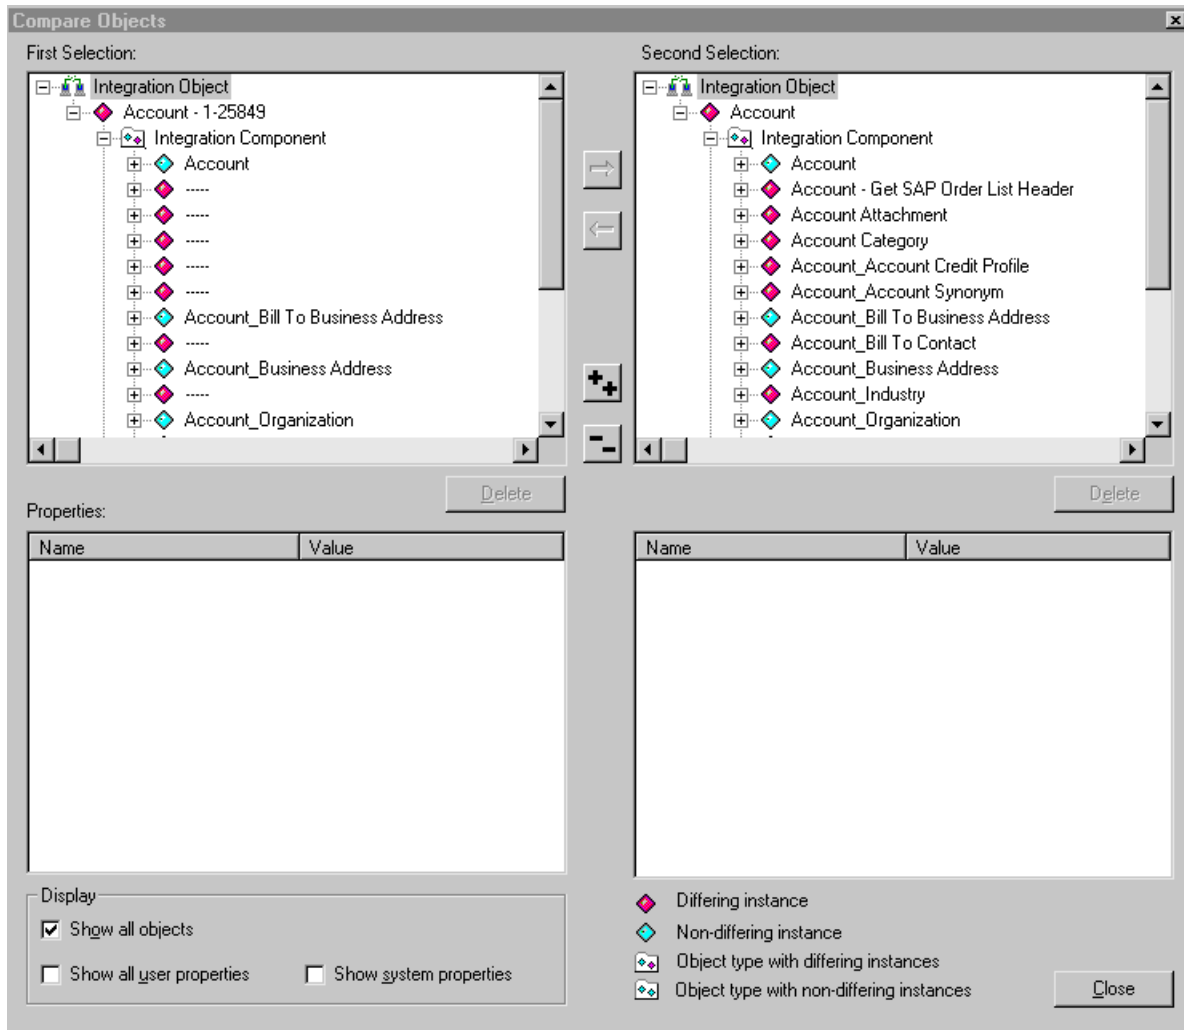 Compare Objects
First Selection:
Integration Object
Account - 1-25849
Integration Component
Account
-----
-----
-----
-----
-----
Account_Bill To Business Address
-----
Account_Business Address
-----
Account_Organization
Delete
Second Selection:
Integration Object
Account
Integration Component
Account
Account - Get SAP Order List Header
Account Attachment
Account Category
Account_Account Credit Profile
Account_Account Synonym
Account_Bill To Business Address
Account_Bill To Contact
Account_Business Address
Account_Industry
Account_Organization
Delete
Properties:
Name Value
Name Value
Display
Show all objects
Show all user properties Show system properties
Differing instance
Non-differing instance
Object type with differing instances
Object type with non-differing instances
Close